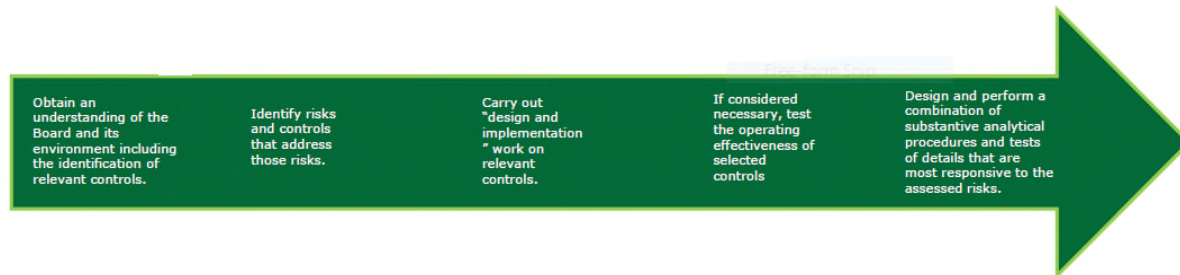 Free-form Snip
Obtain an
understanding of the
Board and its
environment including
the identification of
relevant controls.
Identify risks
and controls
that address
those risks.
Carry out
“design and
implementation
” work on
relevant
controls.
If considered
necessary, test
the operating
effectiveness of
selected
controls
Design and perform a
combination of
substantive analytical
procedures and tests
of details that are
most responsive to the
assessed risks.